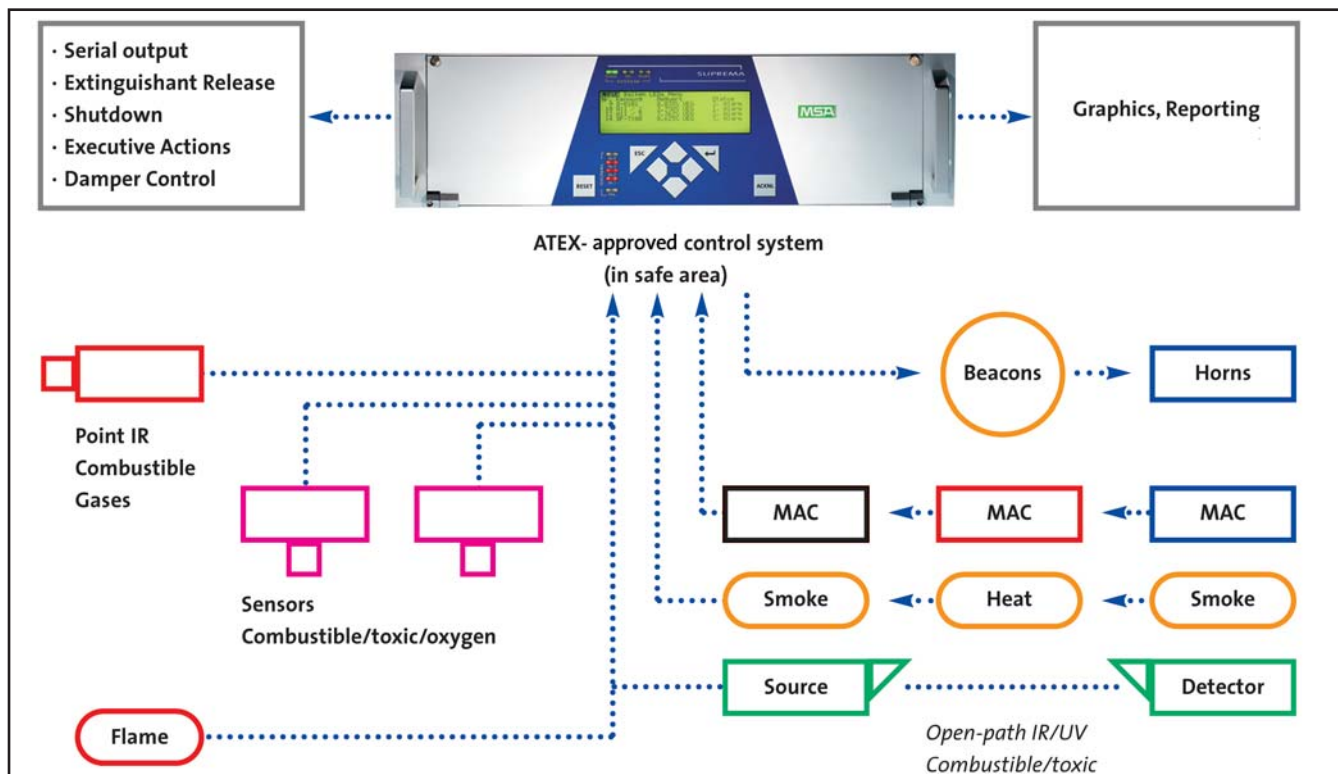 · Serial output
· Extinguishant Release
· Shutdown
· Executive Actions
· Damper Control
SUPREMA
MSA
ESC
RESET
ACKNL
Graphics, Reporting
ATEX- approved control system
(in safe area)
Point IR
Combustible
Gases
Beacons
Horns
MAC
MAC
MAC
Sensors
Combustible/toxic/oxygen
Smoke
Heat
Smoke
Source
Detector
Flame
Open-path IR/UV
Combustible/toxic